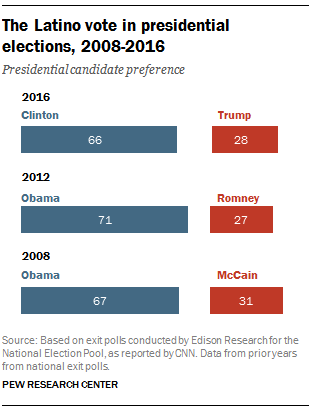 The Latino vote in presidential
elections, 2008-2016
Presidential candidate preference
2016
Clinton Trump
66 28
2012
Obama Romney
71 27
2008
Obama McCain
67 31
Source: Based on exit polls conducted by Edison Research for the
National Election Pool, as reported by CNN. Data from prior years
from national exit polls.
PEW RESEARCH CENTER